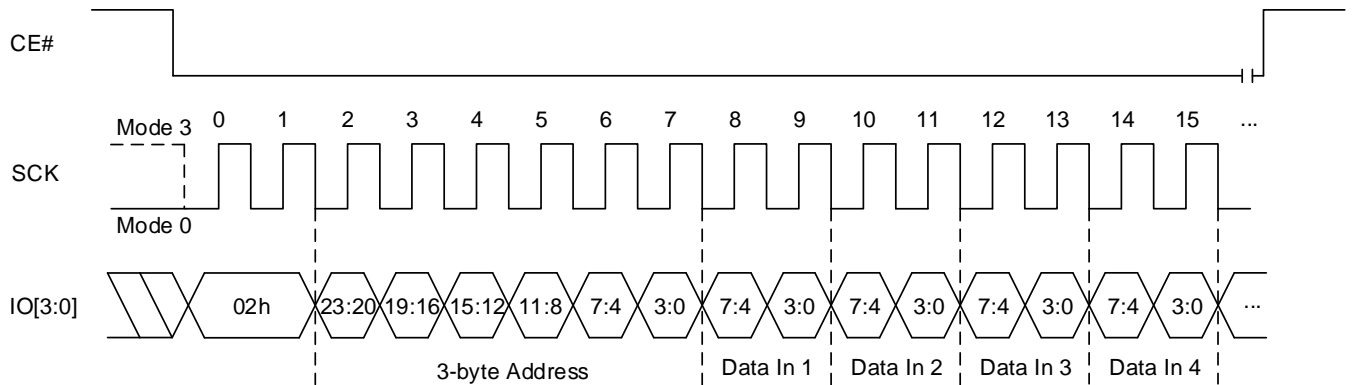 CE#
Mode 3 0 1 2 3 4 5 6 7 8 9 10 11 12 13 14 15 ...
SCK
Mode 0
IO[3:0] 02h 23:20 19:16 15:12 11:8 7:4 3:0 7:4 3:0 7:4 3:0 7:4 3:0 7:4 3:0 ...
3-byte Address Data In 1 Data In 2 Data In 3 Data In 4